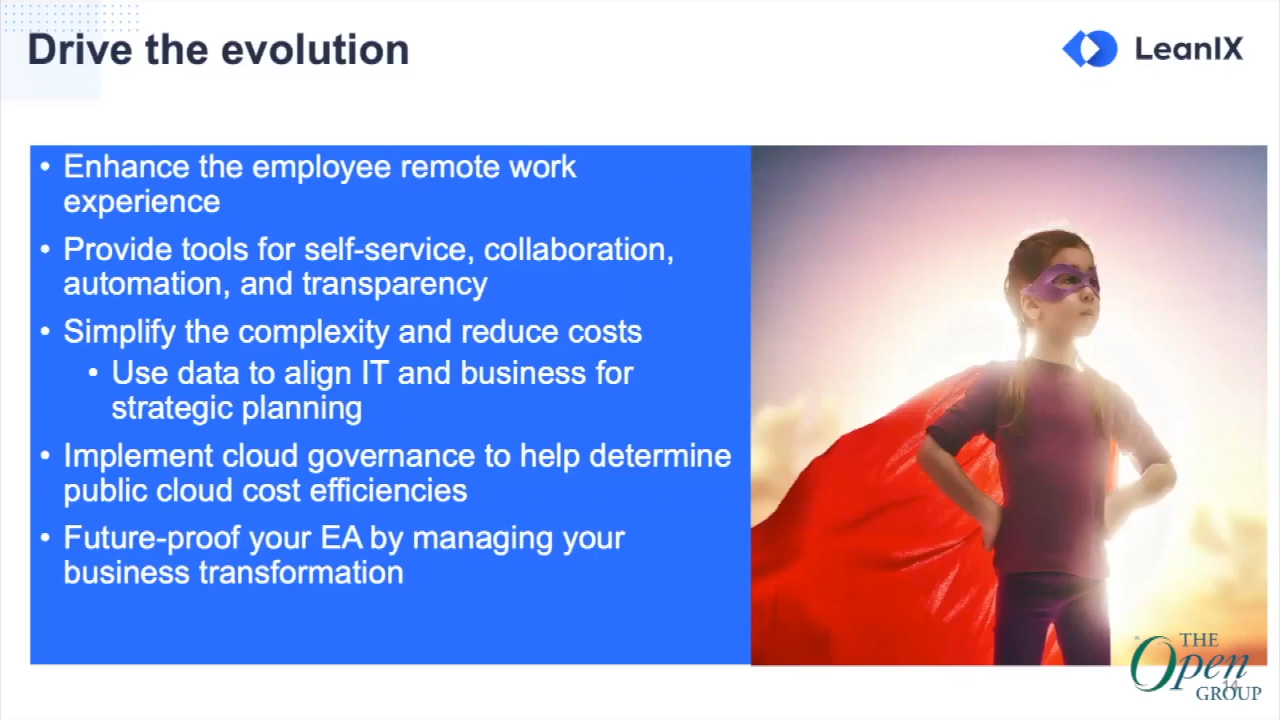 Drive the evolution
LeanIX
• Enhance the employee remote work
experience
• Provide tools for self-service, collaboration,
automation, and transparency
• Simplify the complexity and reduce costs
• Use data to align IT and business for
strategic planning
• Implement cloud governance to help determine
public cloud cost efficiencies
• Future-proof your EA by managing your
business transformation
THE
Open
GROUP
14